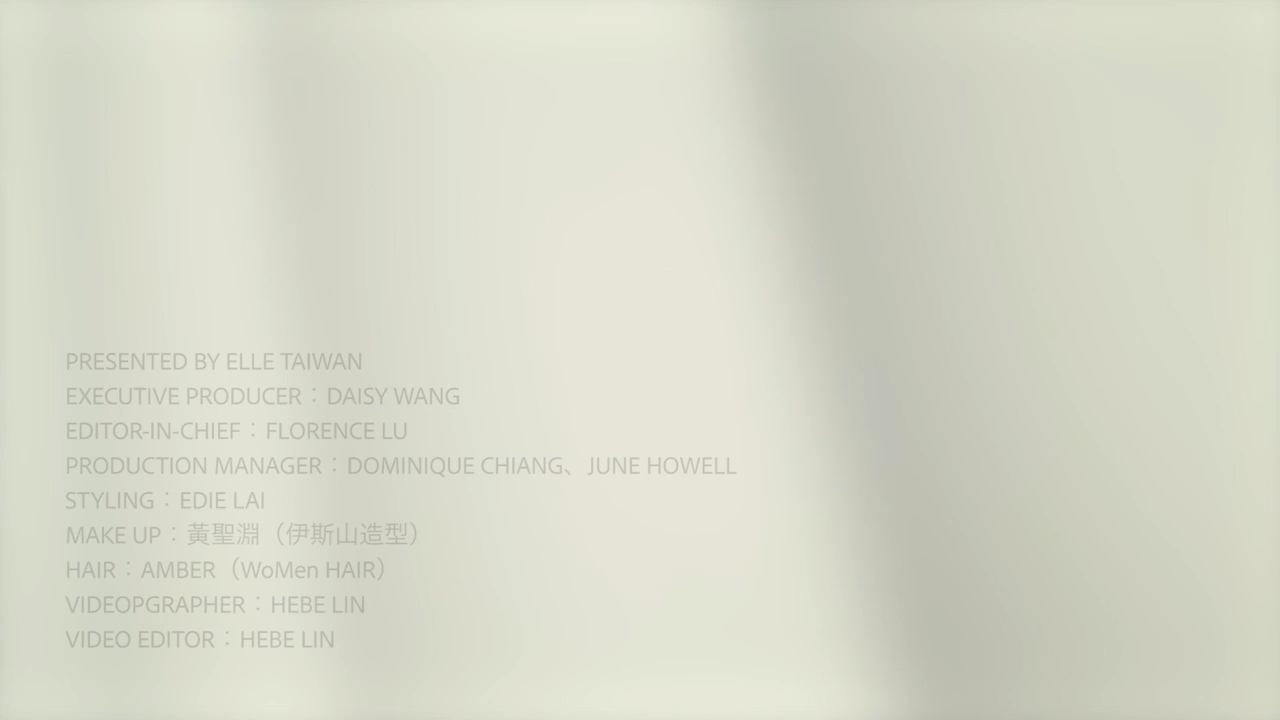 PRESENTED BY ELLE TAIWAN
EXECUTIVE PRODUCER：DAISY WANG
EDITOR-IN-CHIEF：FLORENCE LU
PRODUCTION MANAGER：DOMINIQUE CHIANG、JUNE HOWELL
STYLING：EDIE LAI
MAKE UP：黃聖淵（伊斯山造型）
HAIR：AMBER（WoMen HAIR）
VIDEOPGRAPHER：HEBE LIN
VIDEO EDITOR：HEBE LIN